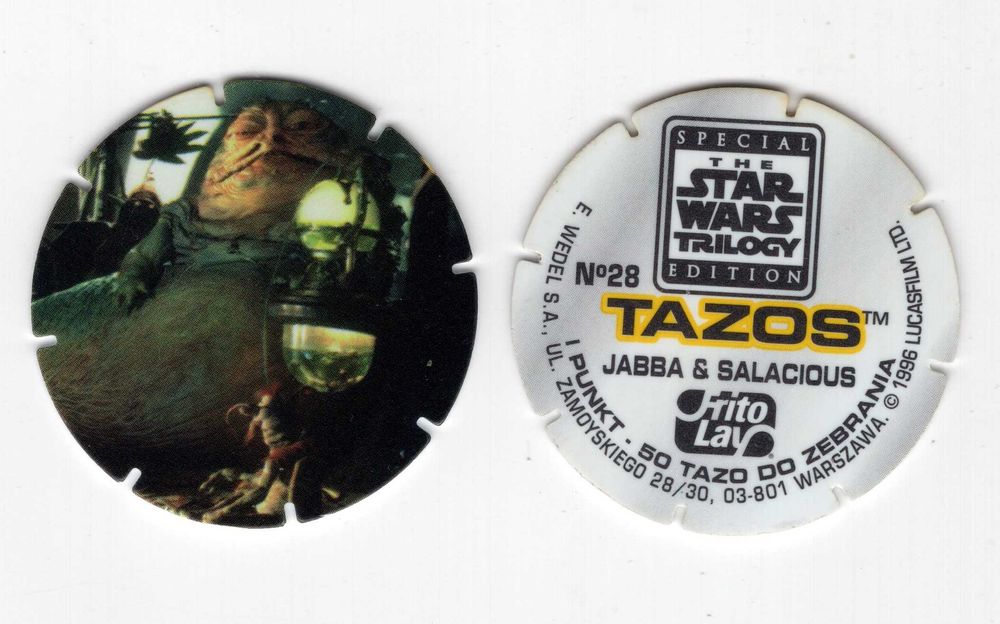 SPECIAL
THE
STAR
WARS
TRILOGY
EDITION
Nº28
TAZOS™
JABBA & SALACIOUS
Frito
Lay®
1 PUNKT - 50 TAZO DO ZEBRANIA
E. WEDEL S.A., UL. ZAMOYSKIEGO 28/30, 03-801 WARSZAWA. © 1996 LUCASFILM LTD.